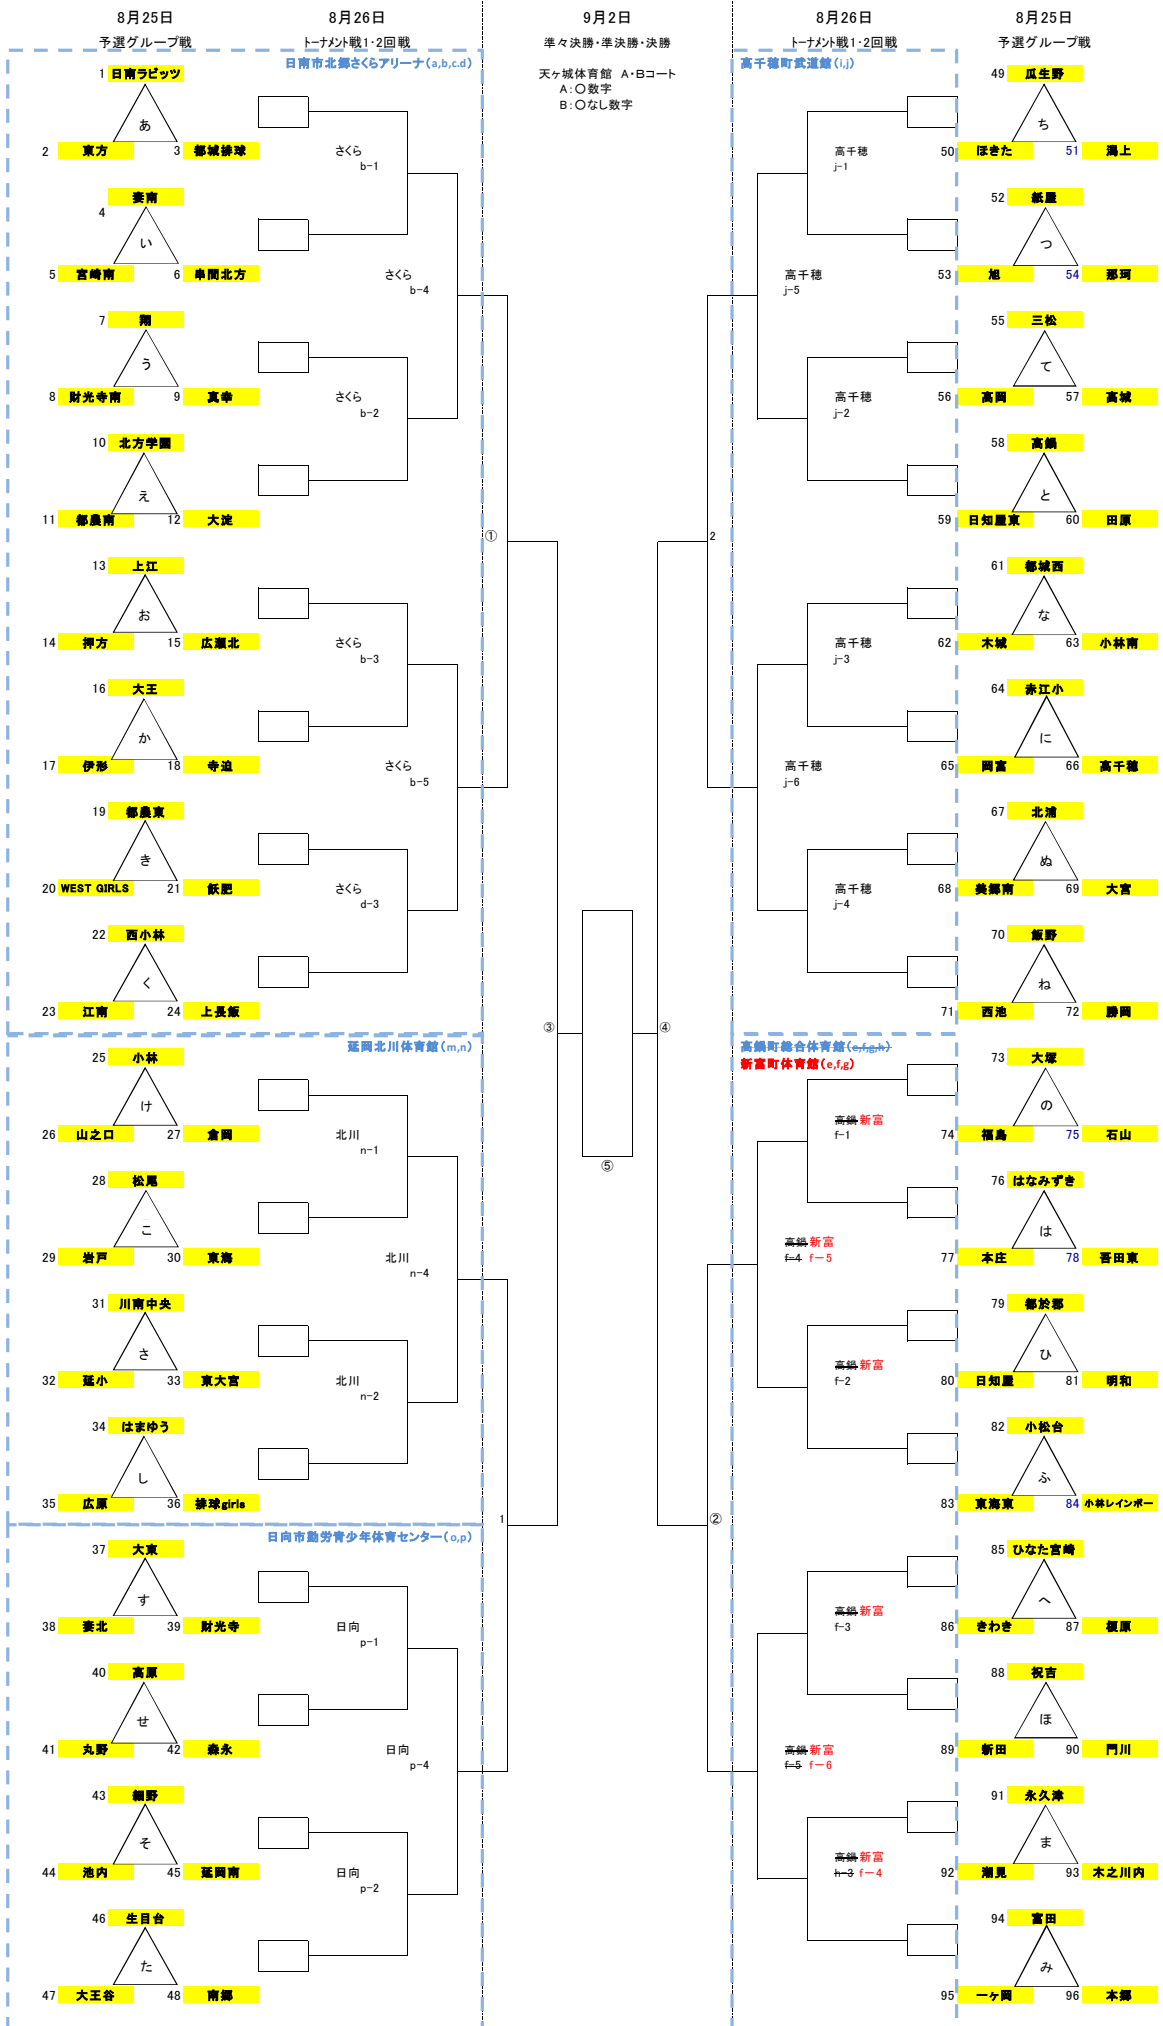 8月25日
予選グループ戦
8月26日
トーナメント戦1・2回戦
9月2日
準々決勝・準決勝・決勝
天ヶ城体育館 A・Bコート
A:〇数字
B:〇なし数字
8月26日
トーナメント戦1・2回戦
8月25日
予選グループ戦
日南市北郷さくらアリーナ(a,b,c.d)
1 日南ラビッツ
あ
2 東方 3 都城排球
さくら
b-1
4 妻南
い
5 宮崎南 6 串間北方
さくら
b-4
7 翔
う
8 財光寺南 9 真幸
さくら
b-2
10 北方学園
え
11 都農南 12 大淀
①
13 上江
お
14 押方 15 広瀬北
さくら
b-3
16 大王
か
17 伊形 18 寺迫
さくら
b-5
19 都農東
き
20 WEST GIRLS 21 飫肥
さくら
d-3
22 西小林
く
23 江南 24 上長飯
延岡北川体育館(m,n)
25 小林
け
26 山之口 27 倉岡
北川
n-1
28 松尾
こ
29 岩戸 30 東海
北川
n-4
31 川南中央
さ
32 延小 33 東大宮
北川
n-2
34 はまゆう
し
35 広原 36 排球girls
1
日向市勤労青少年体育センター(o,p)
37 大東
す
38 妻北 39 財光寺
日向
p-1
40 高原
せ
41 丸野 42 森永
日向
p-4
43 細野
そ
44 池内 45 延岡南
日向
p-2
46 生目台
た
47 大王谷 48 南郷
③
④
⑤
高千穂町武道館(i,j)
49 瓜生野
ち
50 ほきた 51 潟上
高千穂
j-1
52 紙屋
つ
53 旭 54 那珂
高千穂
j-5
55 三松
て
56 高岡 57 高城
高千穂
j-2
58 高鍋
と
59 日知屋東 60 田原
2
61 都城西
な
62 木城 63 小林南
高千穂
j-3
64 赤江小
に
65 岡富 66 高千穂
高千穂
j-6
67 北浦
ぬ
68 美郷南 69 大宮
高千穂
j-4
70 飯野
ね
71 西池 72 勝岡
高鍋町総合体育館(e,f,g,h)
新富町体育館(e,f,g)
73 大塚
の
74 福島 75 石山
高鍋 新富
f-1
76 はなみずき
は
77 本庄 78 吾田東
高鍋 新富
f-4 f-5
79 都於郡
ひ
80 日知屋 81 明和
高鍋 新富
f-2
82 小松台
ふ
83 東海東 84 小林レインボー
②
85 ひなた宮崎
へ
86 きわき 87 榎原
高鍋 新富
f-3
88 祝吉
ほ
89 新田 90 門川
高鍋 新富
f-5 f-6
91 永久津
ま
92 潮見 93 木之川内
高鍋 新富
h-3 f-4
94 富田
み
95 一ヶ岡 96 本郷